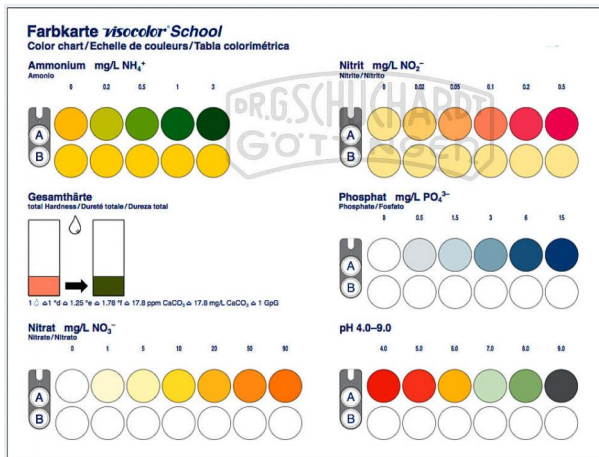 Farbkarte visocolor® School
Color chart/Echelle de couleurs/Tabla colorimétrica
Ammonium mg/L NH₄⁺
Amonio
0 0.2 0.5 1 3
A
B
Nitrit mg/L NO₂⁻
Nitrite/Nitrito
0 0.02 0.05 0.1 0.2 0.5
A
B
DR.G.SCHUCHARDT
GÖTTINGEN
Gesamthärte
total Hardness/Dureté totale/Dureza total
1 ≙ 1 °d ≙ 1.25 °e ≙ 1.78 °f ≙ 17.8 ppm CaCO₃ ≙ 17.8 mg/L CaCO₃ ≙ 1 GpG
Phosphat mg/L PO₄³⁻
Phosphate/Fosfato
0 0.5 1.5 3 6 15
A
B
Nitrat mg/L NO₃⁻
Nitrate/Nitrato
0 1 5 10 20 50 90
A
B
pH 4.0–9.0
4.0 5.0 6.0 7.0 8.0 9.0
A
B